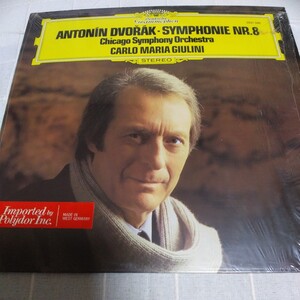 ANTONÍN DVOŘÁK · SYMPHONIE NR. 8
Chicago Symphony Orchestra
CARLO MARIA GIULINI
STEREO
Imported by
Polydor Inc.
MADE IN
WEST GERMANY